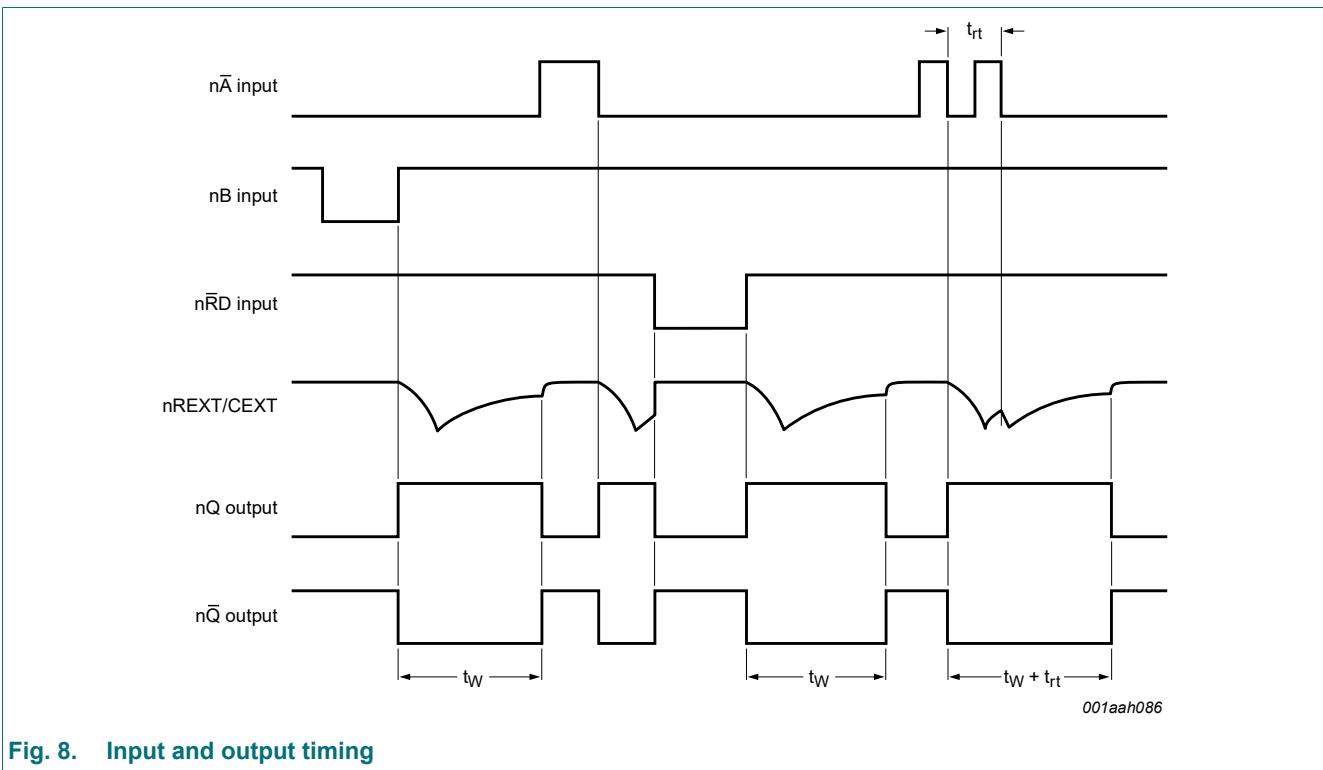 t_rt
nA̅ input
nB input
nR̅D input
nREXT/CEXT
nQ output
nQ̅ output
t_W
t_W
t_W + t_rt
001aah086
Fig. 8. Input and output timing